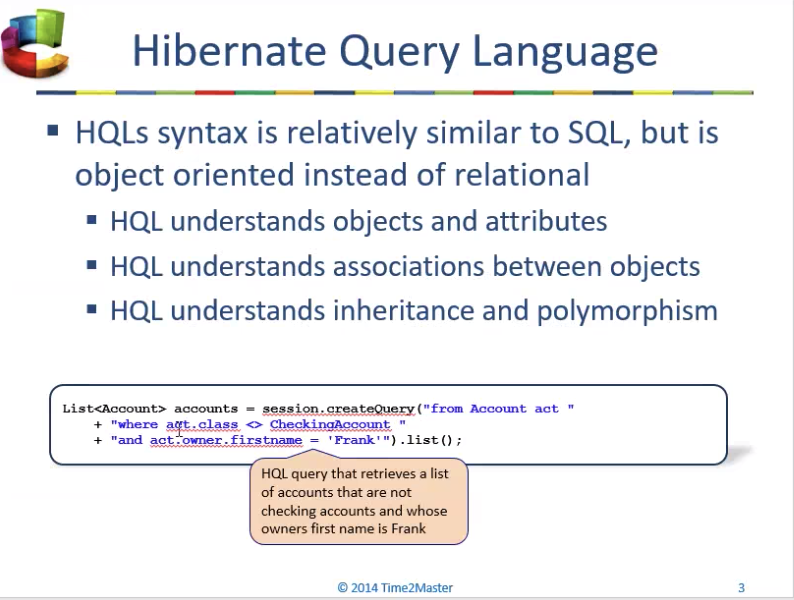 Hibernate Query Language
HQLs syntax is relatively similar to SQL, but is
object oriented instead of relational
HQL understands objects and attributes
HQL understands associations between objects
HQL understands inheritance and polymorphism
List<Account> accounts = session.createQuery("from Account act "
+ "where act.class <> CheckingAccount "
+ "and act.owner.firstname = 'Frank'").list();
HQL query that retrieves a list
of accounts that are not
checking accounts and whose
owners first name is Frank
© 2014 Time2Master
3